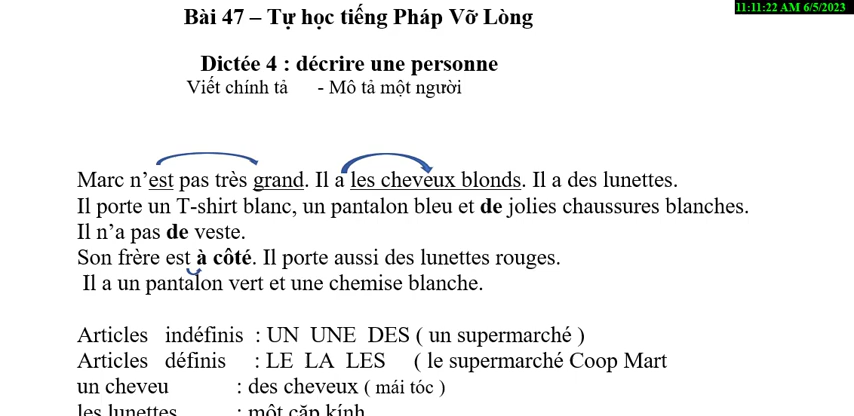 11:11:22 AM 6/5/2023
Bài 47 – Tự học tiếng Pháp Vỡ Lòng
Dictée 4 : décrire une personne
Viết chính tả - Mô tả một người
Marc n’est pas très grand. Il a les cheveux blonds. Il a des lunettes.
Il porte un T-shirt blanc, un pantalon bleu et de jolies chaussures blanches.
Il n’a pas de veste.
Son frère est à côté. Il porte aussi des lunettes rouges.
Il a un pantalon vert et une chemise blanche.
Articles indéfinis : UN UNE DES ( un supermarché )
Articles définis : LE LA LES ( le supermarché Coop Mart
un cheveu : des cheveux ( mái tóc )
les lunettes : một cặp kính